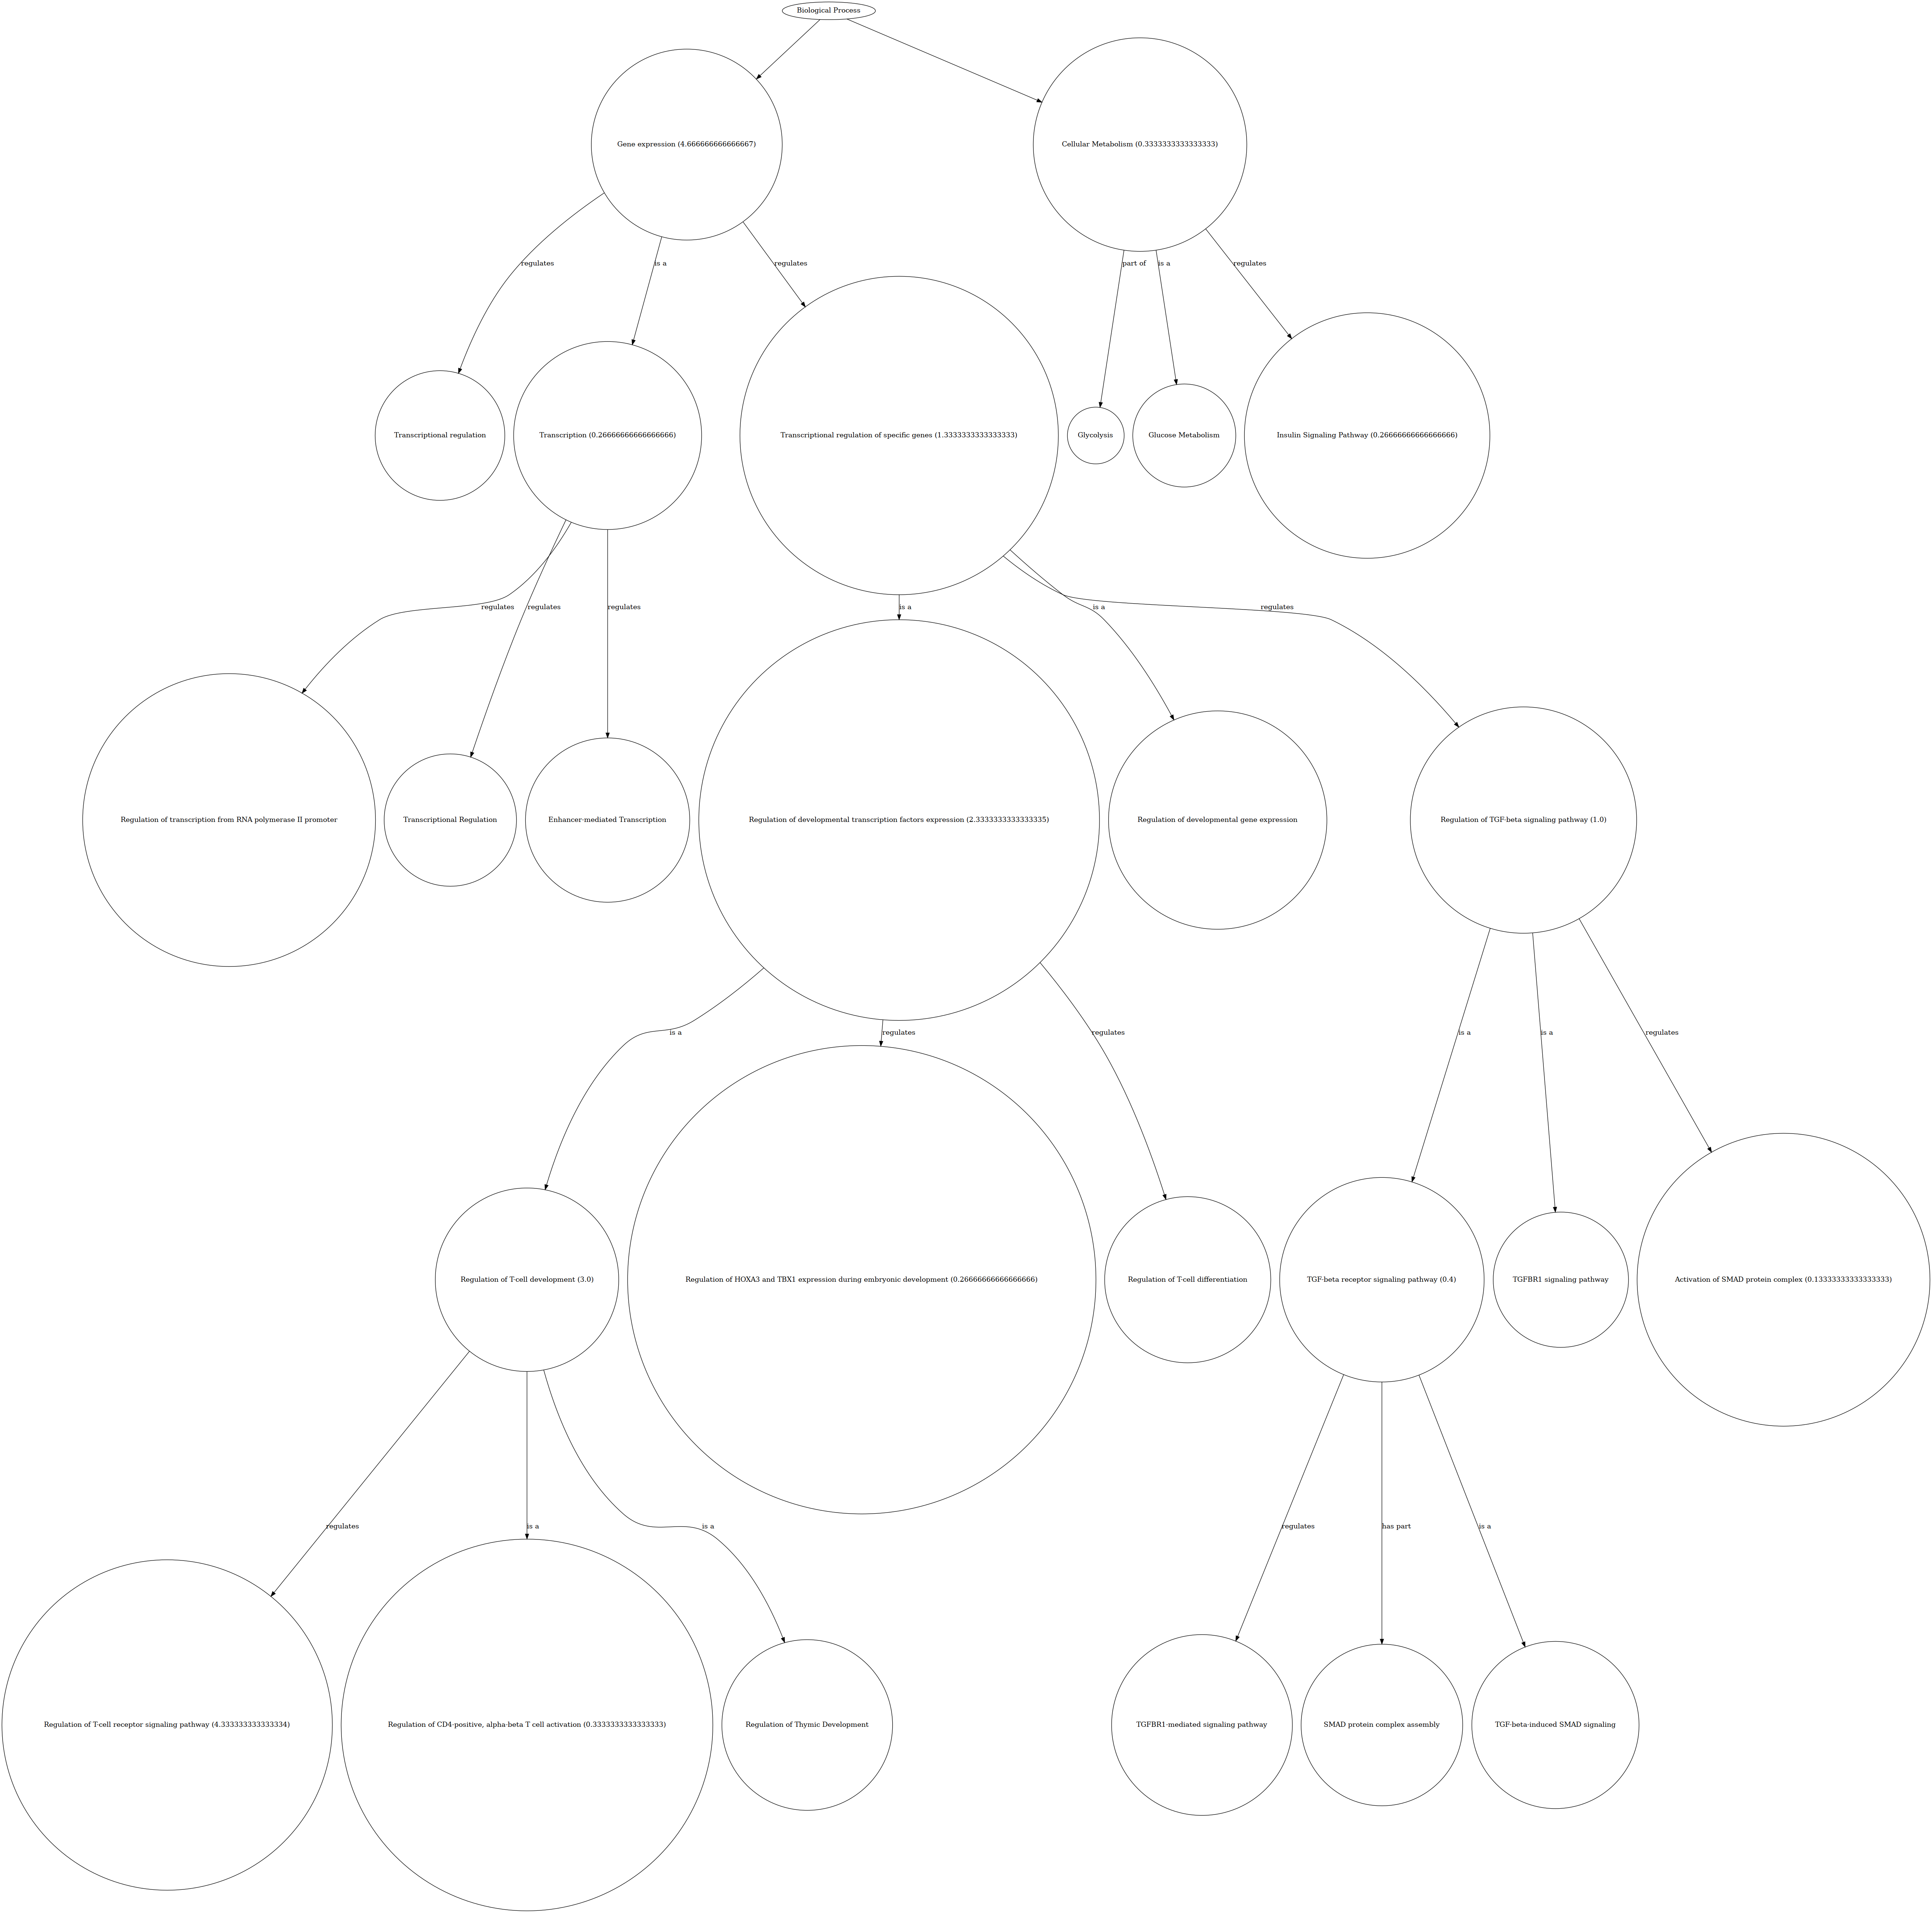 Biological Process
Gene expression (4.666666666666667)
Cellular Metabolism (0.3333333333333333)
regulates
is a
regulates
part of
is a
regulates
Transcriptional regulation
Transcription (0.26666666666666666)
Transcriptional regulation of specific genes (1.3333333333333333)
Glycolysis
Glucose Metabolism
Insulin Signaling Pathway (0.26666666666666666)
regulates
regulates
regulates
is a
is a
regulates
Regulation of transcription from RNA polymerase II promoter
Transcriptional Regulation
Enhancer-mediated Transcription
Regulation of developmental transcription factors expression (2.3333333333333335)
Regulation of developmental gene expression
Regulation of TGF-beta signaling pathway (1.0)
is a
regulates
regulates
is a
is a
regulates
Regulation of T-cell development (3.0)
Regulation of HOXA3 and TBX1 expression during embryonic development (0.26666666666666666)
Regulation of T-cell differentiation
TGF-beta receptor signaling pathway (0.4)
TGFBR1 signaling pathway
Activation of SMAD protein complex (0.13333333333333333)
regulates
is a
is a
regulates
has part
is a
Regulation of T-cell receptor signaling pathway (4.333333333333334)
Regulation of CD4-positive, alpha-beta T cell activation (0.3333333333333333)
Regulation of Thymic Development
TGFBR1-mediated signaling pathway
SMAD protein complex assembly
TGF-beta-induced SMAD signaling